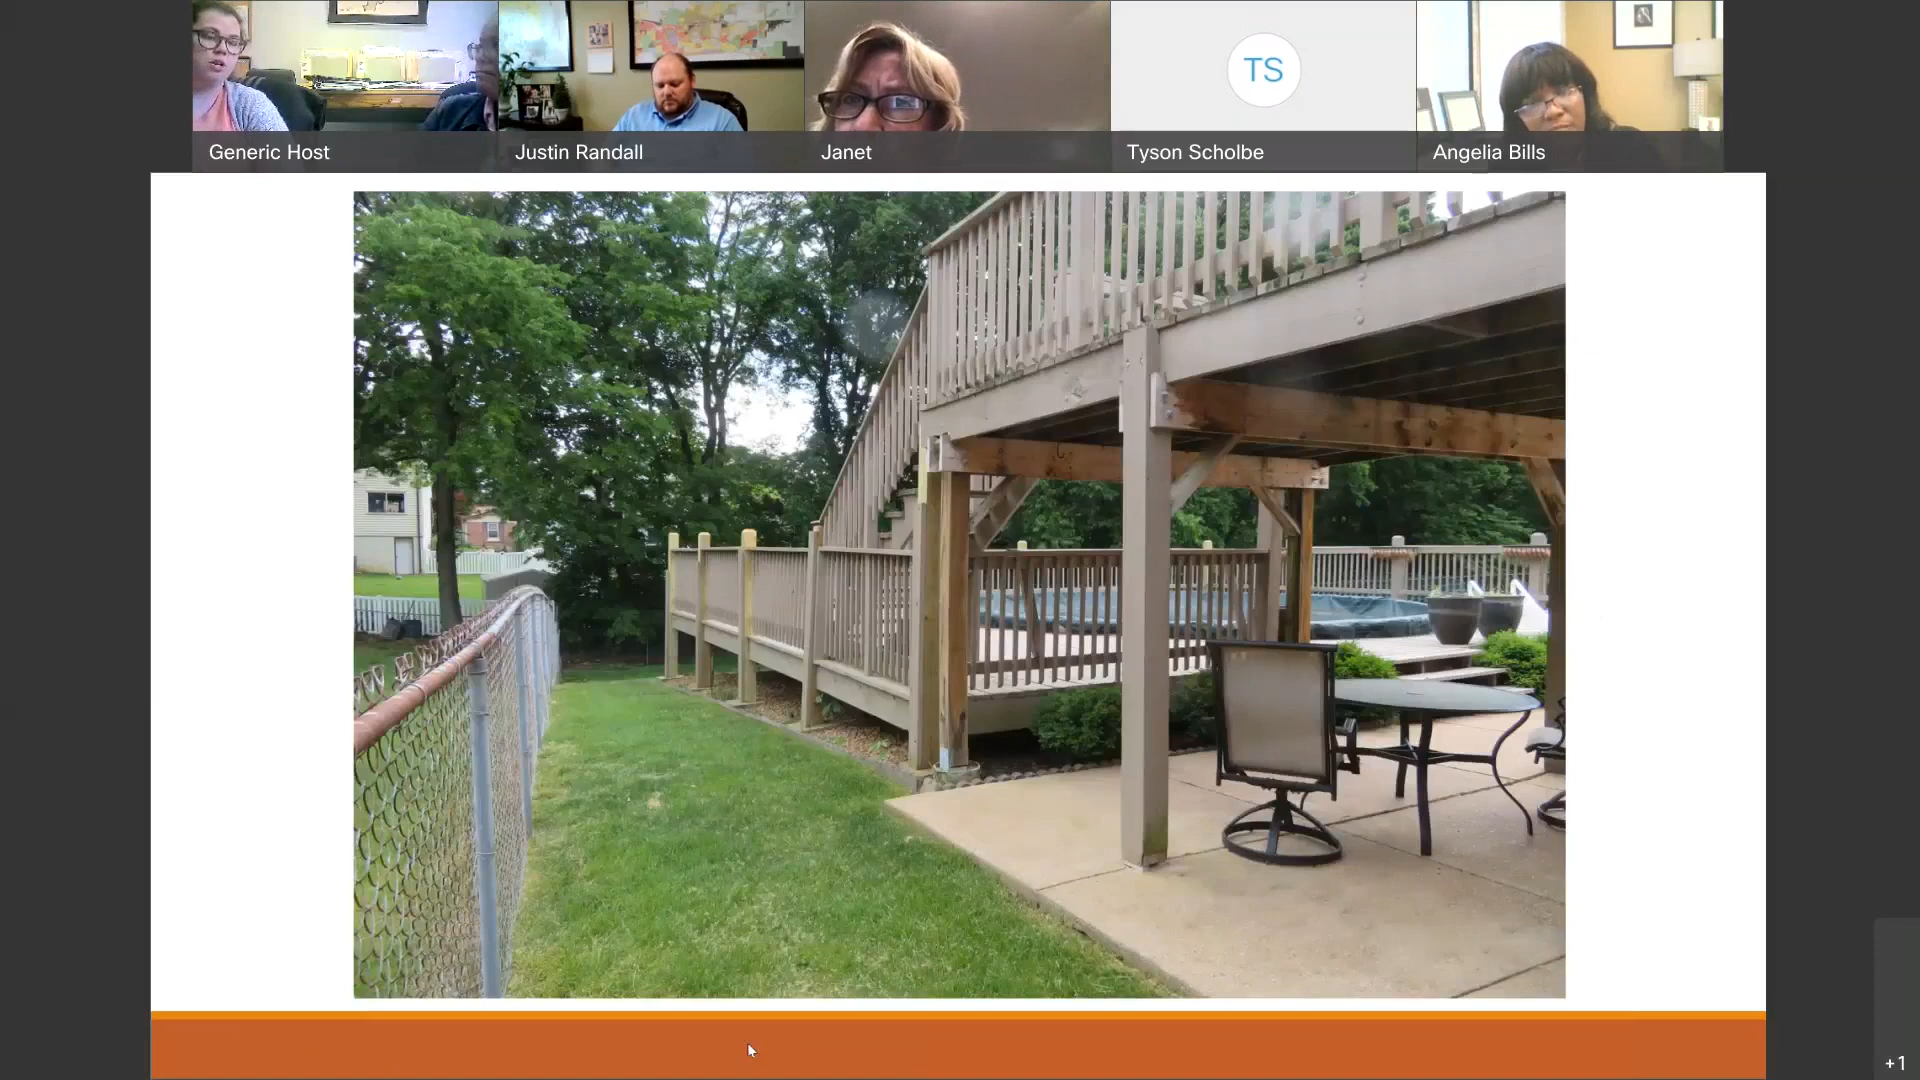 TS
Generic Host
Justin Randall
Janet
Tyson Scholbe
Angelia Bills
+1